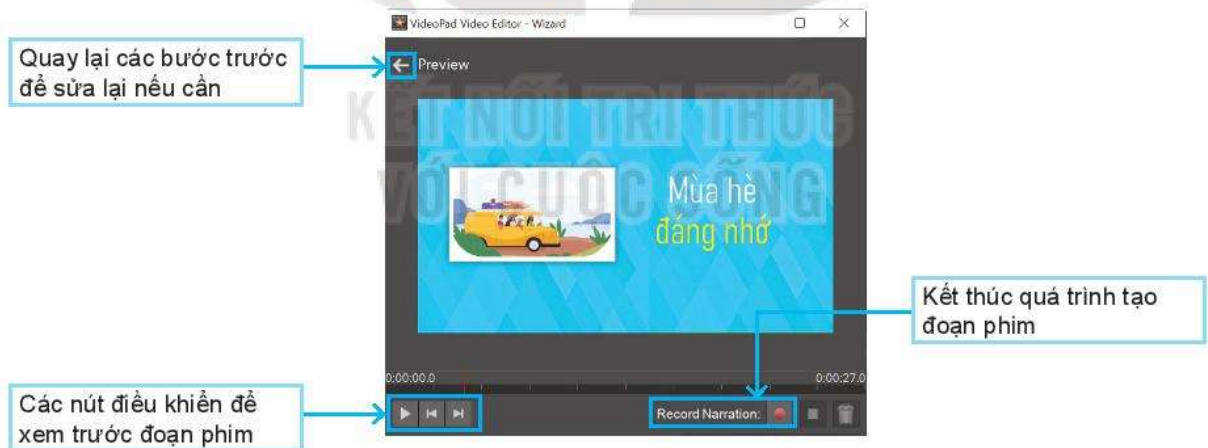 VideoPad Video Editor - Wizard
Quay lại các bước trước
để sửa lại nếu cần
Preview
KẾT NỐI TRI THỨC
VỚI CUỘC SỐNG
Mùa hè
đáng nhớ
Kết thúc quá trình tạo
đoạn phim
0:00:00.0
0:00:27.0
Các nút điều khiển để
xem trước đoạn phim
Record Narration: